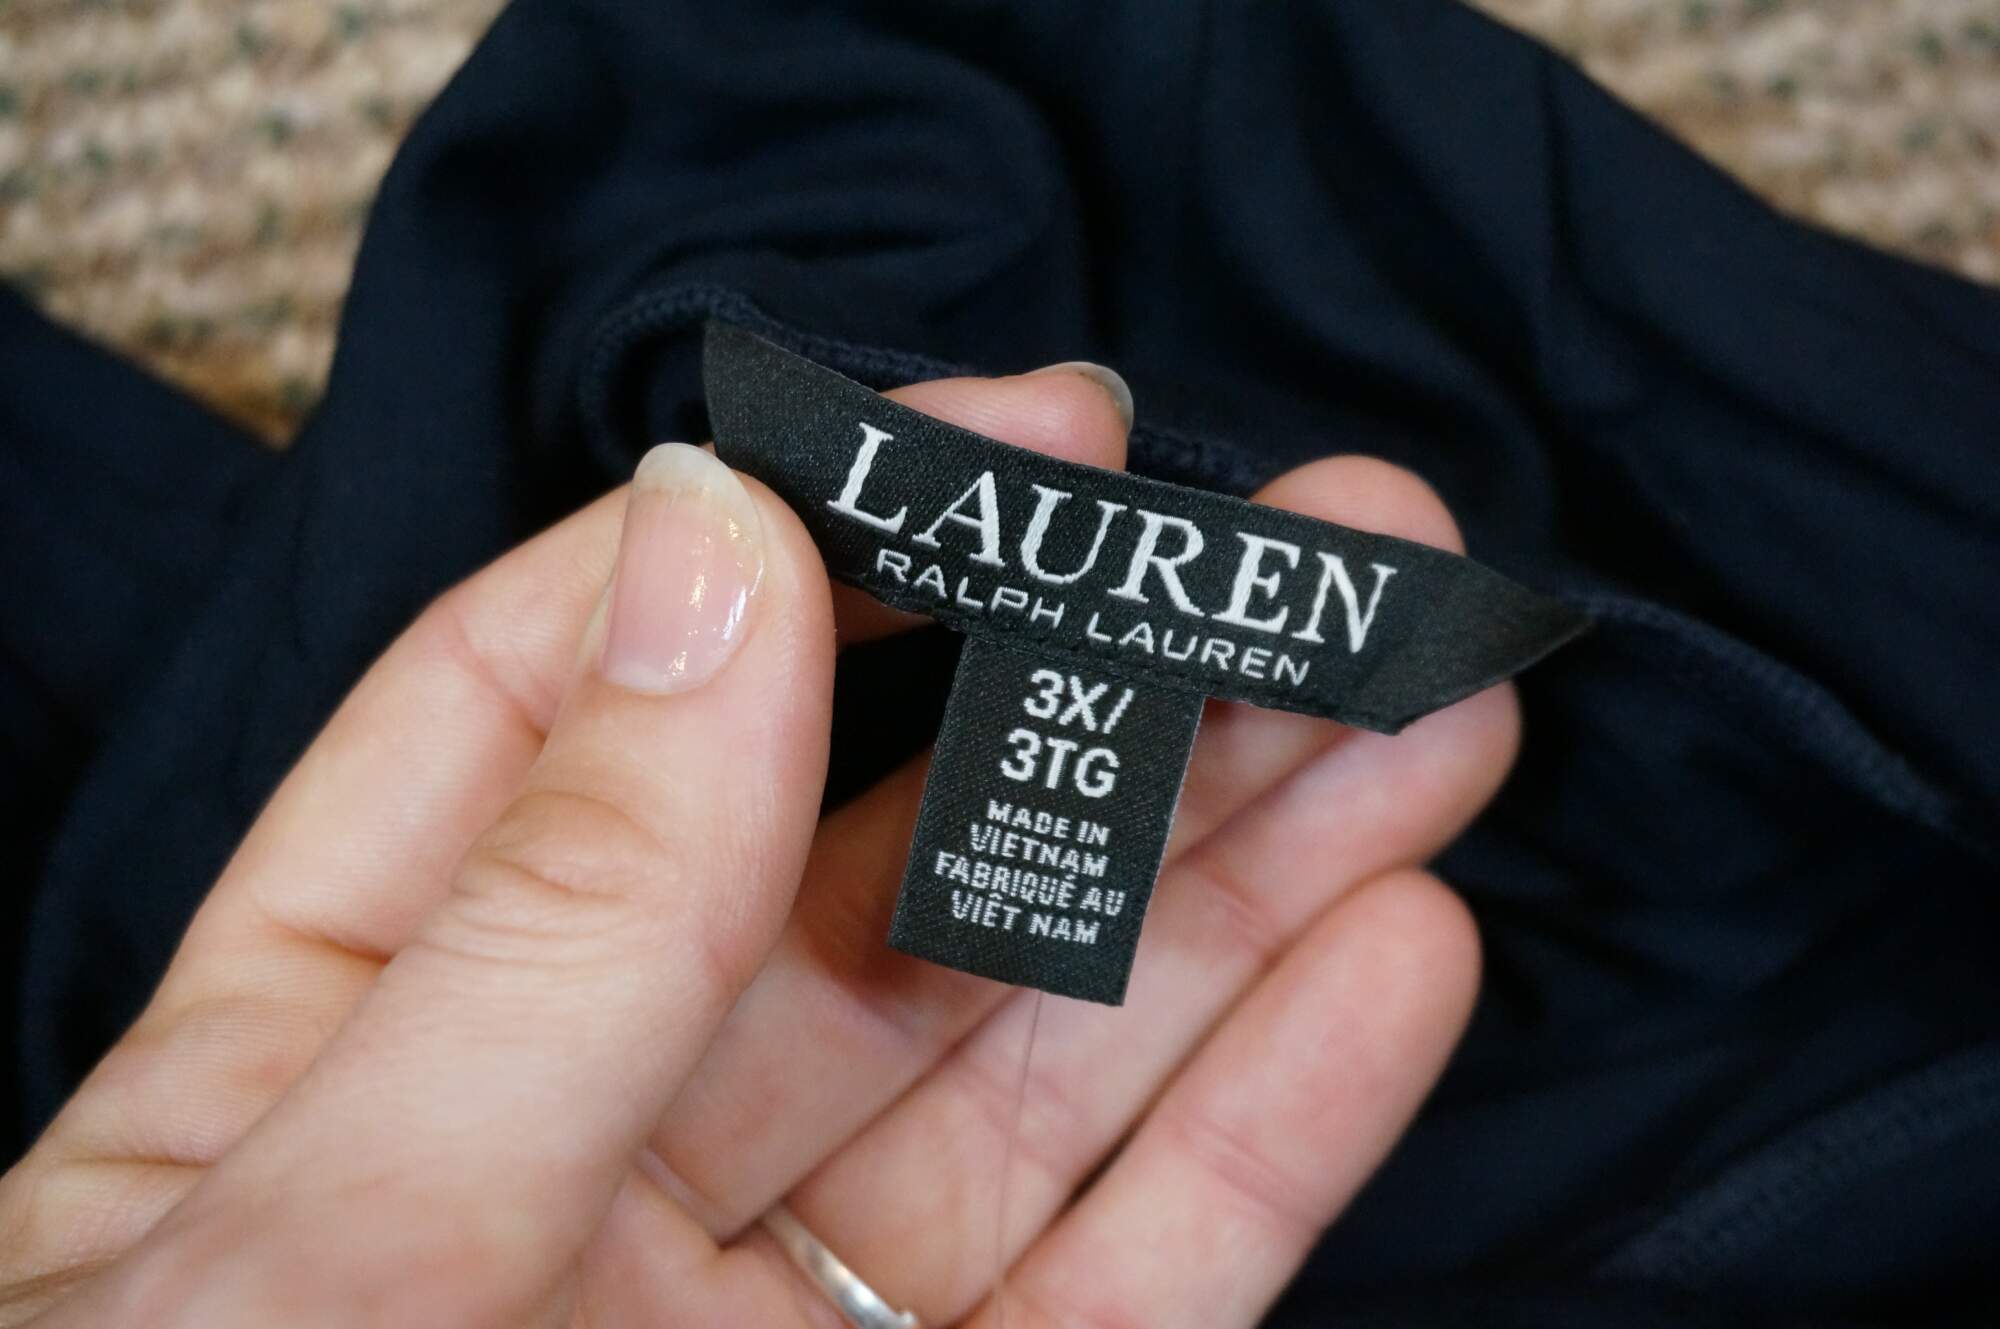 LAUREN
RALPH LAUREN
3X/
3TG
MADE IN
VIETNAM
FABRIQUÉ AU
VIÊT NAM